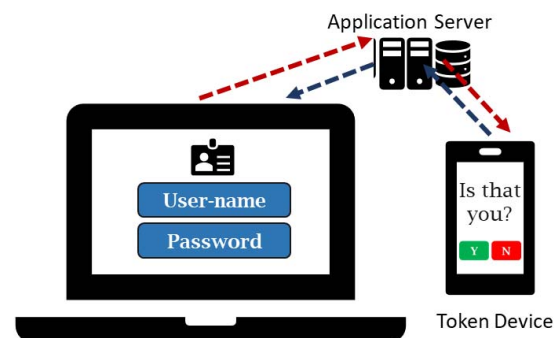 Application Server
User-name
Password
Is that
you?
Y N
Token Device